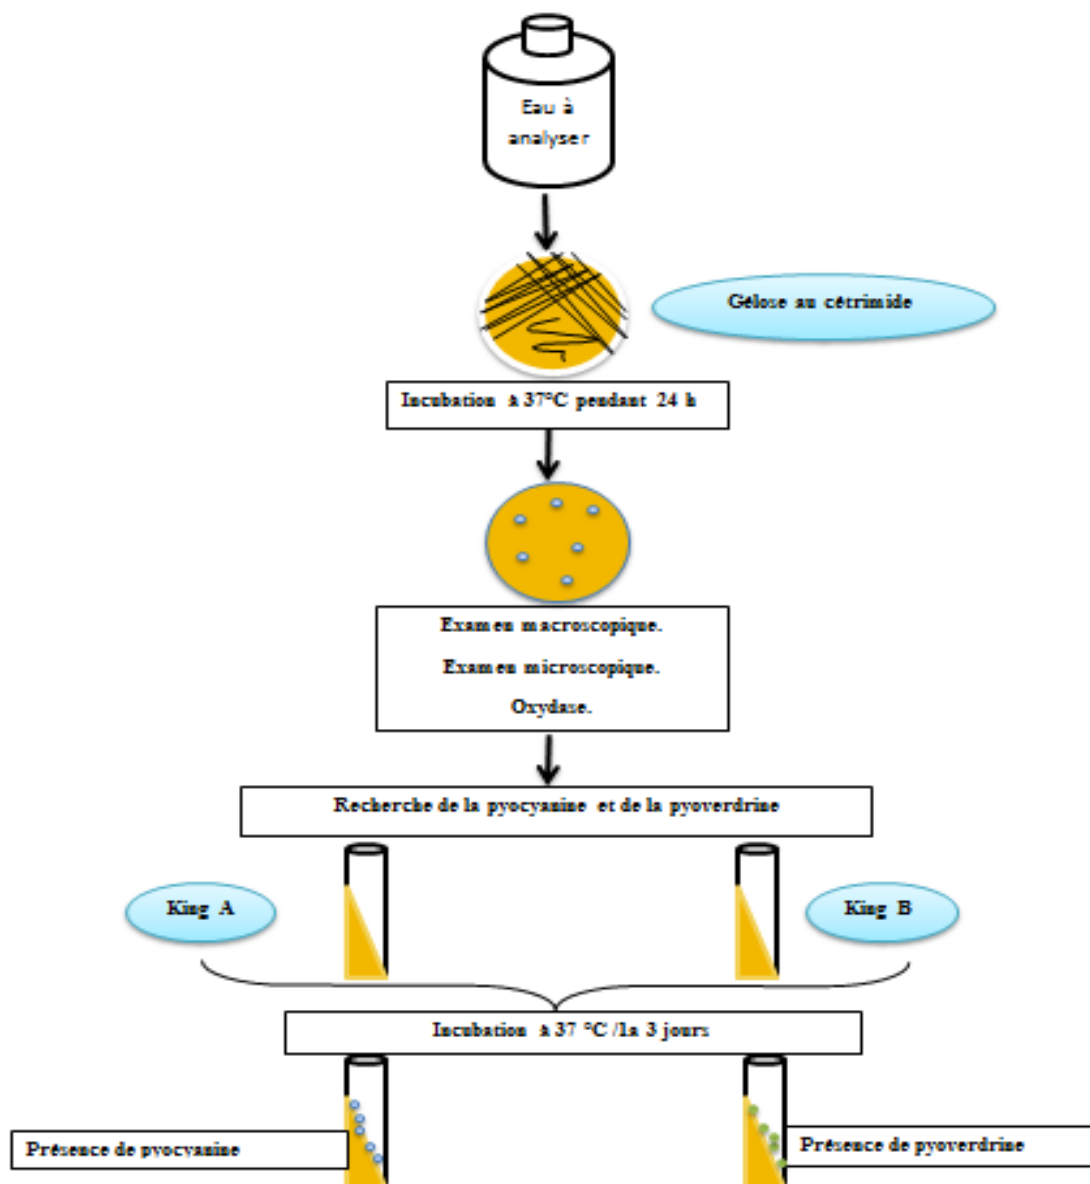 Eau à
analyser
Gélose au cétrimide
Incubation à 37°C pendant 24 h
Examen macroscopique.
Examen microscopique.
Oxydase.
Recherche de la pyocyanine et de la pyoverdrine
King A
King B
Incubation à 37 °C /1a 3 jours
Présence de pyocyanine
Présence de pyoverdrine